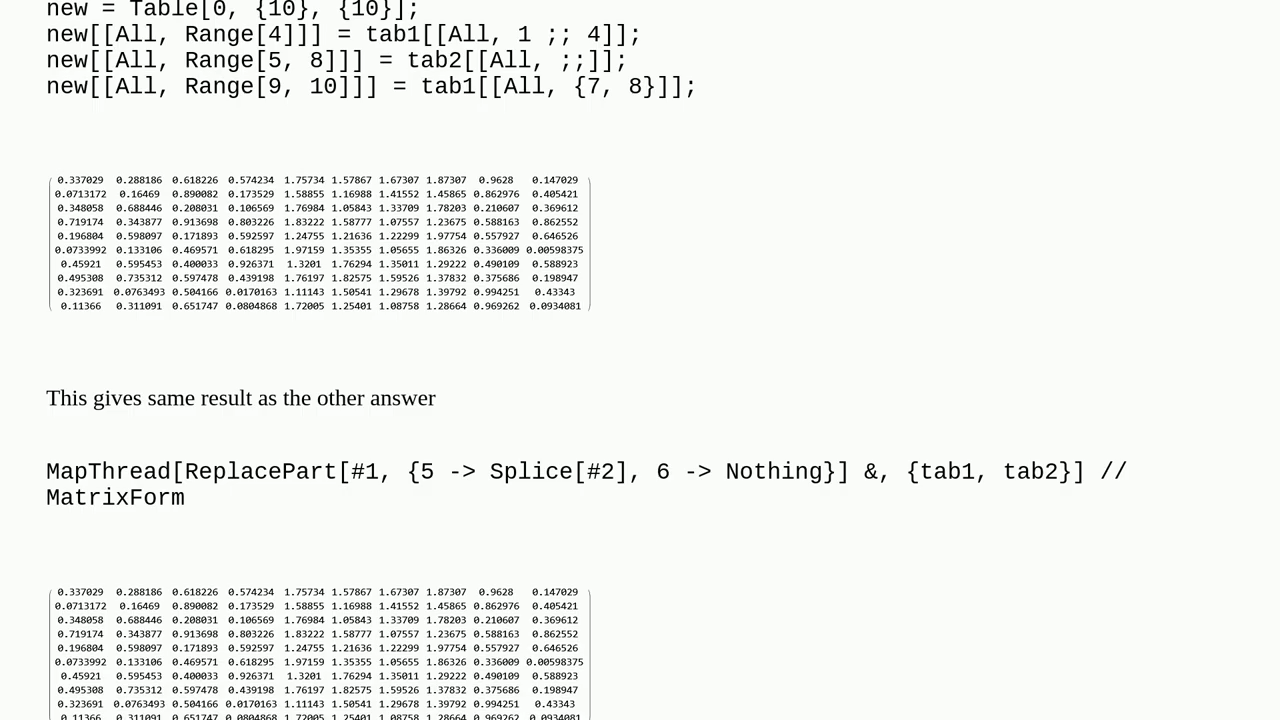 new = Table[0, {10}, {10}];
new[[All, Range[4]]] = tab1[[All, 1 ;; 4]];
new[[All, Range[5, 8]]] = tab2[[All, ;;]];
new[[All, Range[9, 10]]] = tab1[[All, {7, 8}]];
0.337029 0.288186 0.618226 0.574234 1.75734 1.57867 1.67307 1.87307 0.9628 0.147029
0.0713172 0.16469 0.890082 0.173529 1.58855 1.16988 1.41552 1.45865 0.862976 0.405421
0.348058 0.688446 0.208031 0.106569 1.76984 1.05843 1.33709 1.78203 0.210607 0.369612
0.719174 0.343877 0.913698 0.803226 1.83222 1.58777 1.07557 1.23675 0.588163 0.862552
0.196804 0.598097 0.171893 0.592597 1.24755 1.21636 1.22299 1.97754 0.557927 0.646526
0.0733992 0.133106 0.469571 0.618295 1.97159 1.35355 1.05655 1.86326 0.336009 0.00598375
0.45921 0.595453 0.400033 0.926371 1.3201 1.76294 1.35011 1.29222 0.490109 0.588923
0.495308 0.735312 0.597478 0.439198 1.76197 1.82575 1.59526 1.37832 0.375686 0.198947
0.323691 0.0763493 0.504166 0.0170163 1.11143 1.50541 1.29678 1.39792 0.994251 0.43343
0.11366 0.311091 0.651747 0.0804868 1.72005 1.25401 1.08758 1.28664 0.969262 0.0934081
This gives same result as the other answer
MapThread[ReplacePart[#1, {5 -> Splice[#2], 6 -> Nothing}] &, {tab1, tab2}] //
MatrixForm
0.337029 0.288186 0.618226 0.574234 1.75734 1.57867 1.67307 1.87307 0.9628 0.147029
0.0713172 0.16469 0.890082 0.173529 1.58855 1.16988 1.41552 1.45865 0.862976 0.405421
0.348058 0.688446 0.208031 0.106569 1.76984 1.05843 1.33709 1.78203 0.210607 0.369612
0.719174 0.343877 0.913698 0.803226 1.83222 1.58777 1.07557 1.23675 0.588163 0.862552
0.196804 0.598097 0.171893 0.592597 1.24755 1.21636 1.22299 1.97754 0.557927 0.646526
0.0733992 0.133106 0.469571 0.618295 1.97159 1.35355 1.05655 1.86326 0.336009 0.00598375
0.45921 0.595453 0.400033 0.926371 1.3201 1.76294 1.35011 1.29222 0.490109 0.588923
0.495308 0.735312 0.597478 0.439198 1.76197 1.82575 1.59526 1.37832 0.375686 0.198947
0.323691 0.0763493 0.504166 0.0170163 1.11143 1.50541 1.29678 1.39792 0.994251 0.43343
0.11366 0.311091 0.651747 0.0804868 1.72005 1.25401 1.08758 1.28664 0.969262 0.0934081